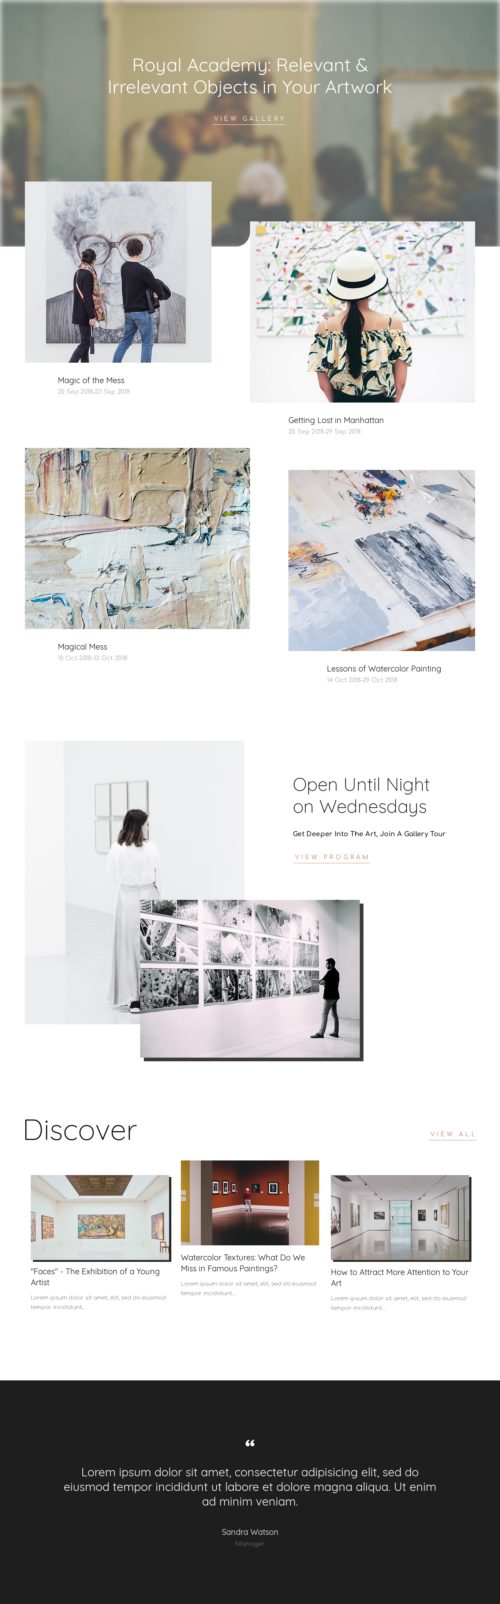 Royal Academy: Relevant &
Irrelevant Objects in Your Artwork
VIEW GALLERY
Magic of the Mess
20 Sep 2018-23 Sep 2018
Getting Lost in Manhattan
25 Sep 2018-29 Sep 2018
Magical Mess
10 Oct 2018-13 Oct 2018
Lessons of Watercolor Painting
14 Oct 2018-29 Oct 2018
Open Until Night
on Wednesdays
Get Deeper Into The Art, Join A Gallery Tour
VIEW PROGRAM
Discover
VIEW ALL
"Faces" - The Exhibition of a Young
Artist
Lorem ipsum dolor sit amet, elit, sed do eiusmod
tempor incididunt...
Watercolor Textures: What Do We
Miss in Famous Paintings?
Lorem ipsum dolor sit amet, elit, sed do eiusmod
tempor incididunt...
How to Attract More Attention to Your
Art
Lorem ipsum dolor sit amet, elit, sed do eiusmod
tempor incididunt...
“
Lorem ipsum dolor sit amet, consectetur adipisicing elit, sed do
eiusmod tempor incididunt ut labore et dolore magna aliqua. Ut enim
ad minim veniam.
Sandra Watson
Manager